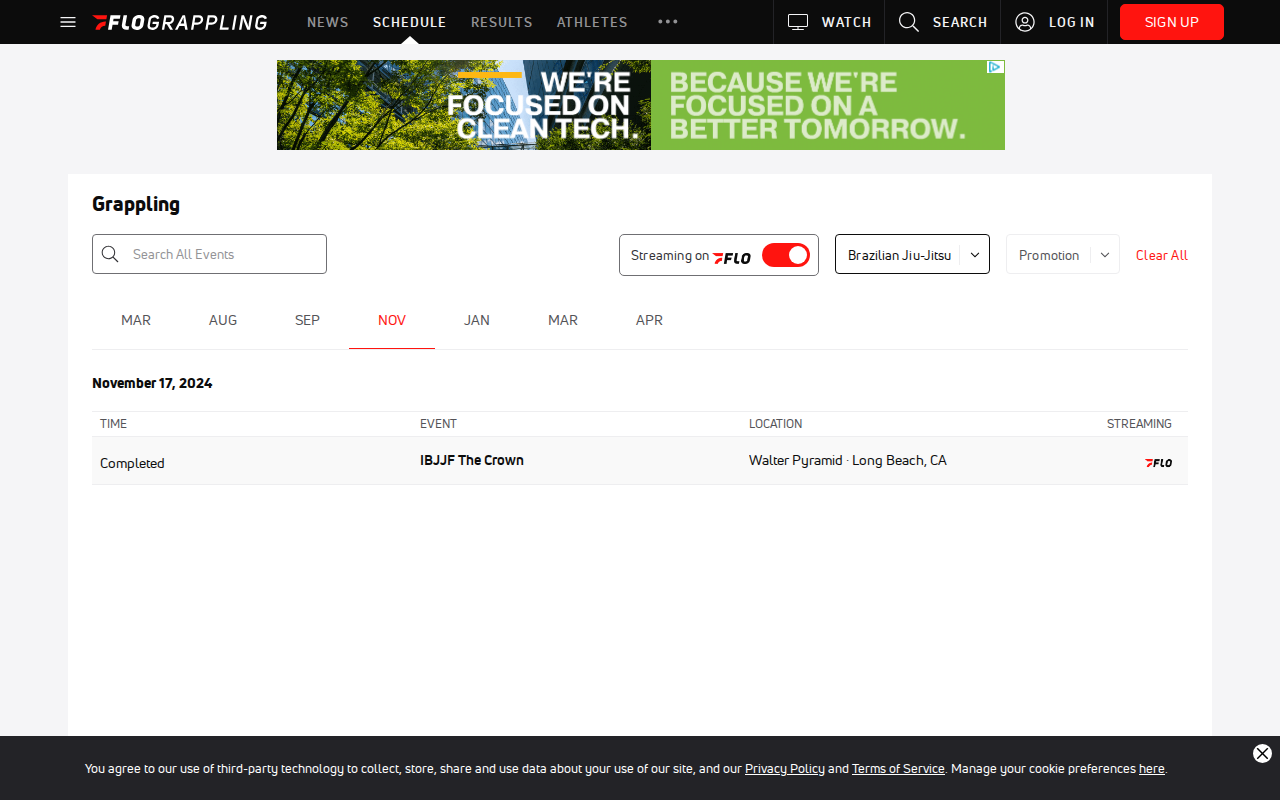 FLOGRAPPLING NEWS SCHEDULE RESULTS ATHLETES WATCH SEARCH LOG IN SIGN UP
WE'RE
FOCUSED ON
CLEAN TECH.
BECAUSE WE'RE
FOCUSED ON A
BETTER TOMORROW.
Grappling
Search All Events Streaming on FLO Brazilian Jiu-Jitsu Promotion Clear All
MAR AUG SEP NOV JAN MAR APR
November 17, 2024
TIME EVENT LOCATION STREAMING
Completed IBJJF The Crown Walter Pyramid · Long Beach, CA FLO
You agree to our use of third-party technology to collect, store, share and use data about your use of our site, and our Privacy Policy and Terms of Service. Manage your cookie preferences here.